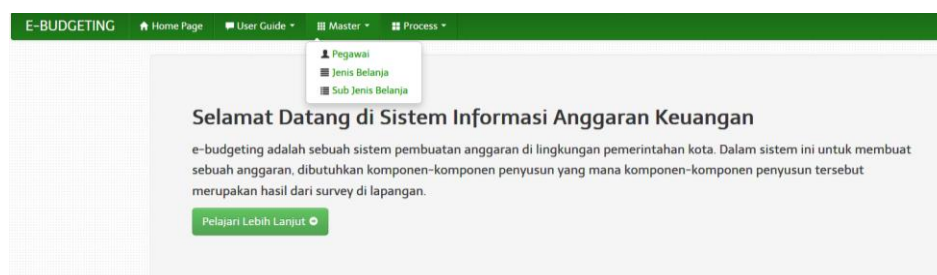 E-BUDGETING Home Page User Guide Master Process
Pegawai
Jenis Belanja
Sub Jenis Belanja
Selamat Datang di Sistem Informasi Anggaran Keuangan
e-budgeting adalah sebuah sistem pembuatan anggaran di lingkungan pemerintahan kota. Dalam sistem ini untuk membuat
sebuah anggaran, dibutuhkan komponen-komponen penyusun yang mana komponen-komponen penyusun tersebut
merupakan hasil dari survey di lapangan.
Pelajari Lebih Lanjut